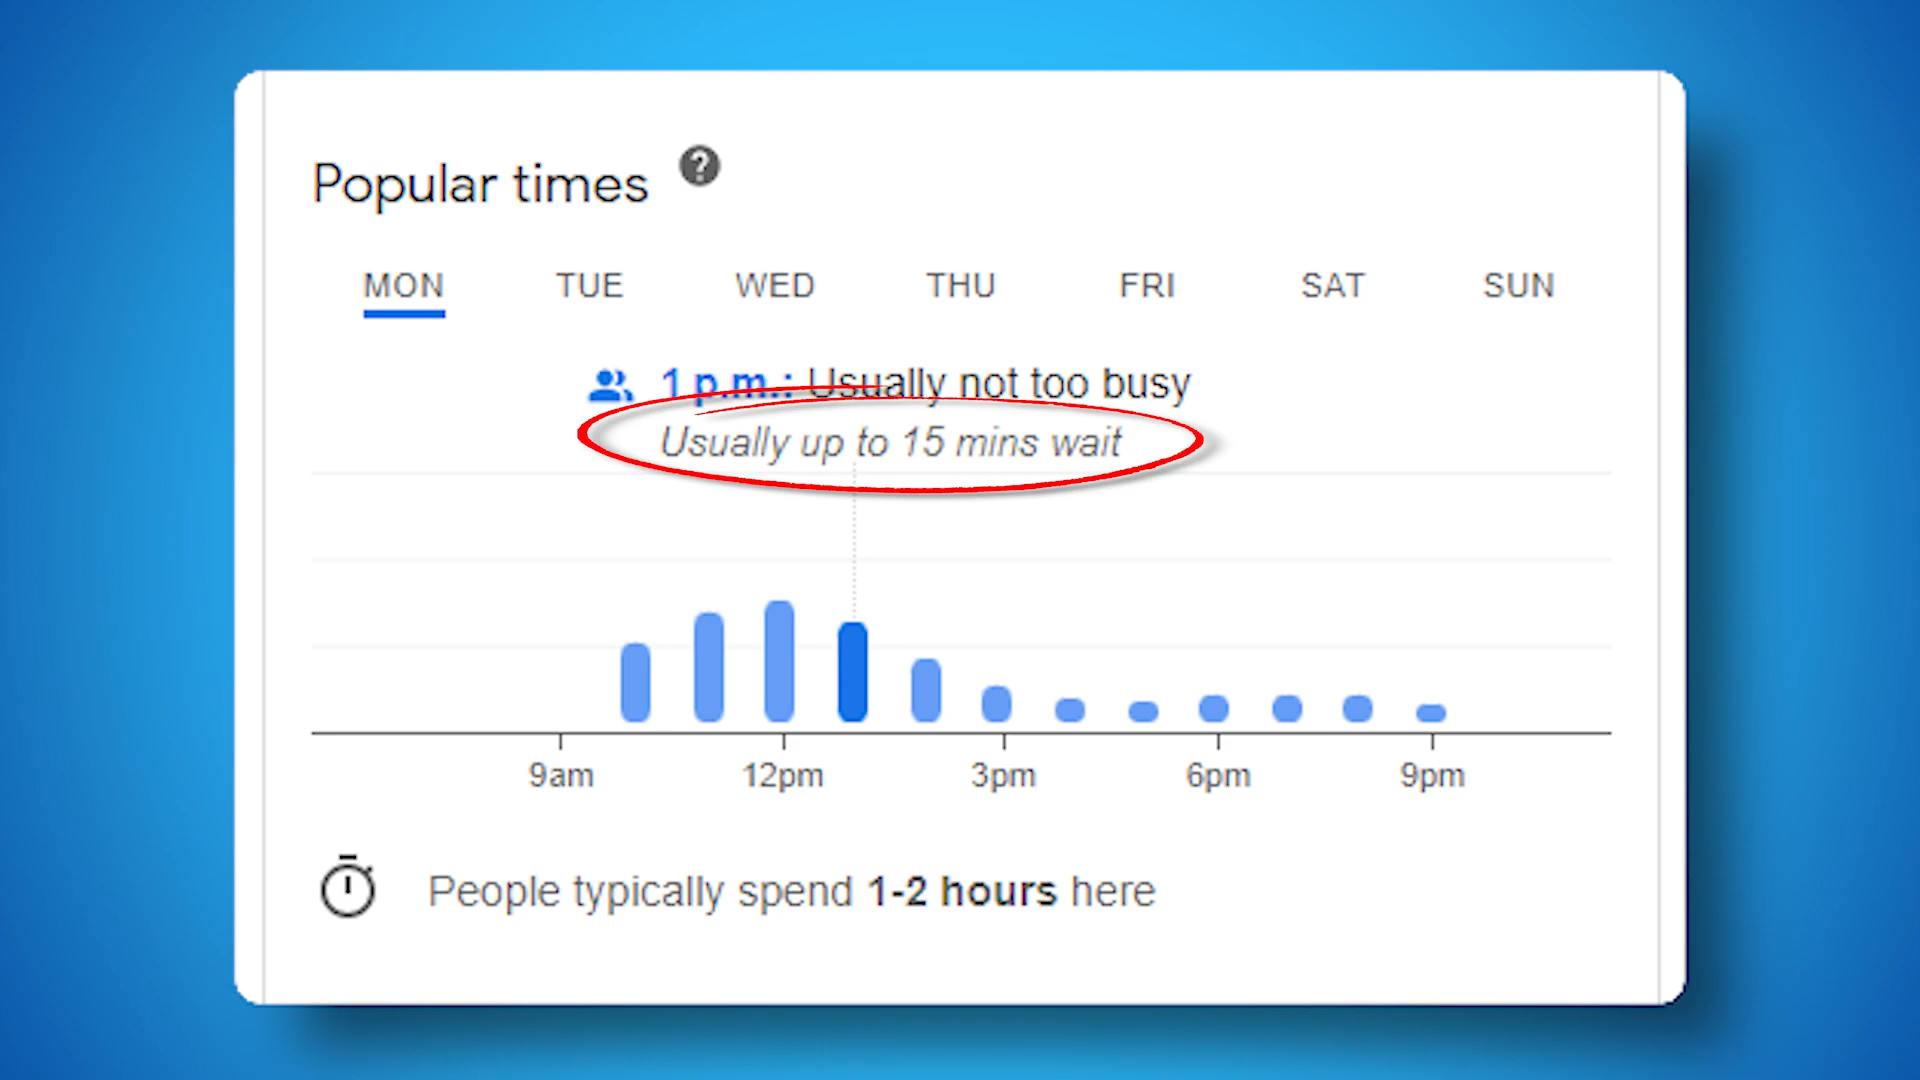 Popular times ?
MON TUE WED THU FRI SAT SUN
1 p.m.: Usually not too busy
Usually up to 15 mins wait
9am 12pm 3pm 6pm 9pm
People typically spend 1-2 hours here